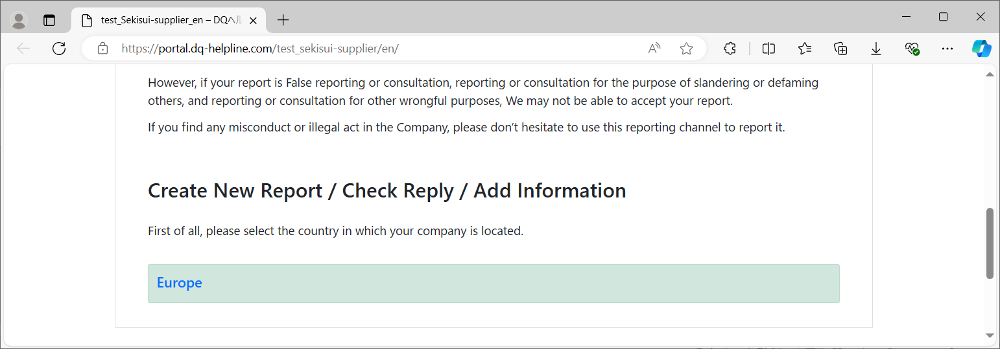 test_Sekisui-supplier_en – DQヘル
https://portal.dq-helpline.com/test_sekisui-supplier/en/
However, if your report is False reporting or consultation, reporting or consultation for the purpose of slandering or defaming
others, and reporting or consultation for other wrongful purposes, We may not be able to accept your report.
If you find any misconduct or illegal act in the Company, please don’t hesitate to use this reporting channel to report it.
Create New Report / Check Reply / Add Information
First of all, please select the country in which your company is located.
Europe